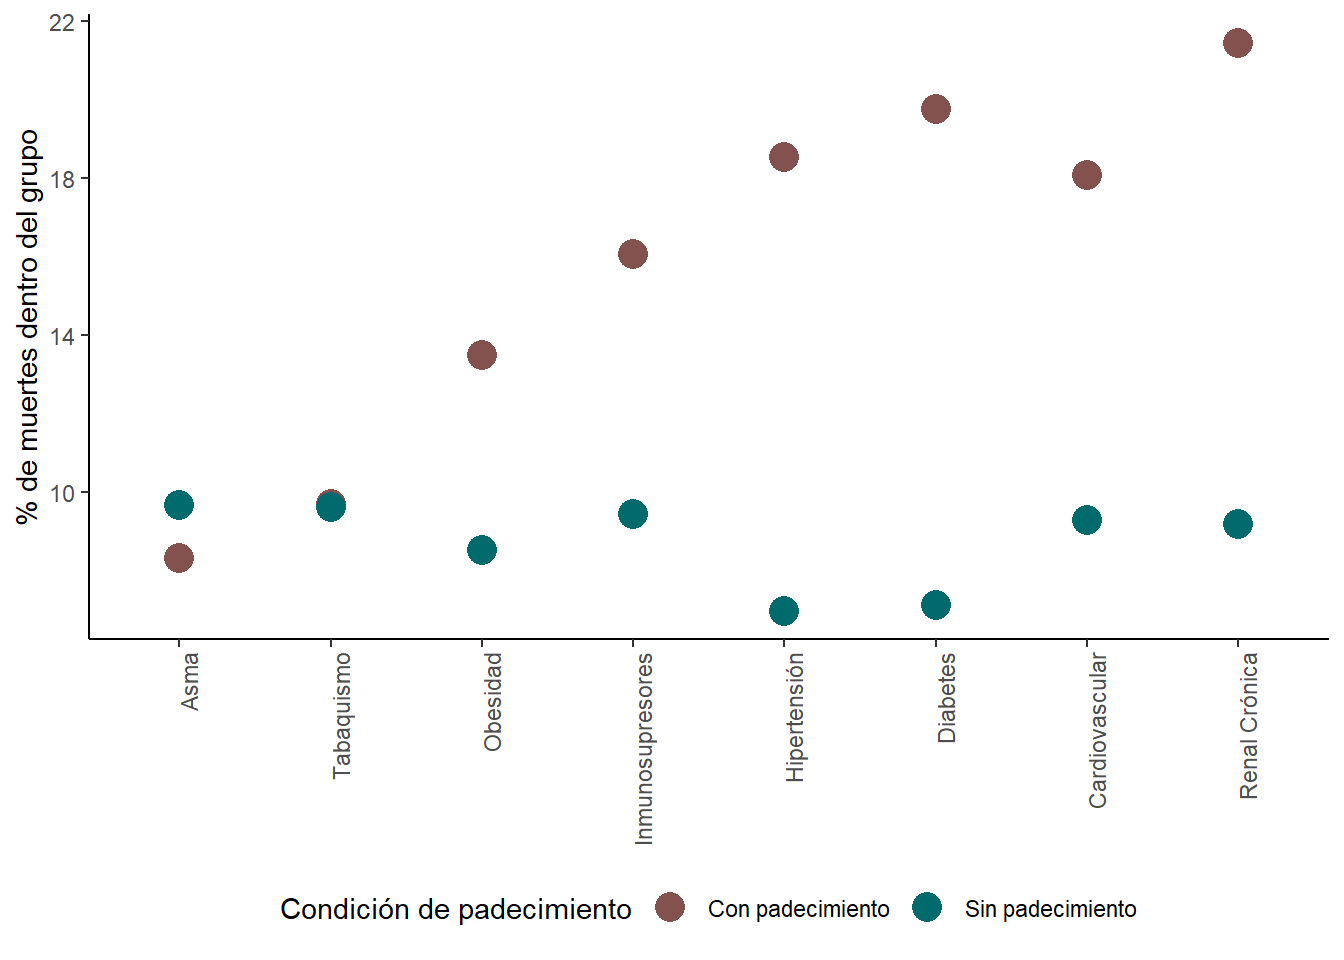 % de muertes dentro del grupo
22
18
14
10
Asma
Tabaquismo
Obesidad
Inmunosupresores
Hipertensión
Diabetes
Cardiovascular
Renal Crónica
Condición de padecimiento
Con padecimiento
Sin padecimiento